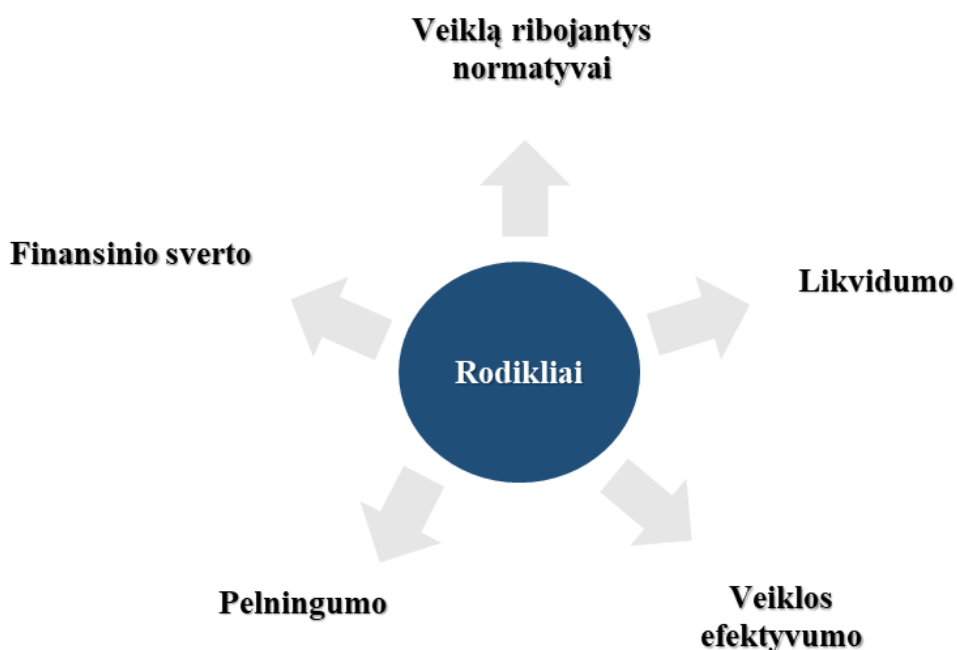 Veiklą ribojantys
normatyvai
Finansinio sverto
Likvidumo
Rodikliai
Pelningumo
Veiklos
efektyvumo